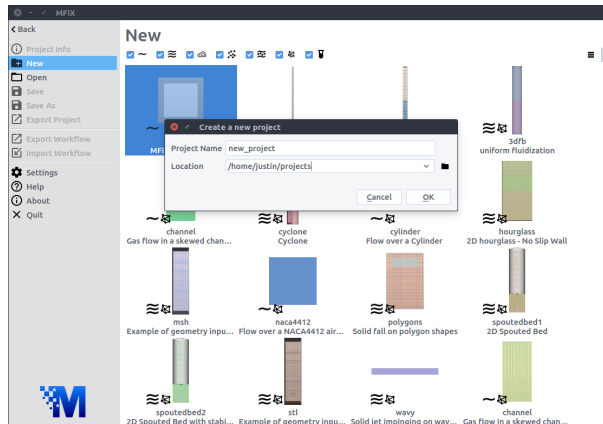 MFiX
Back
New
Project Info
New
Open
Save
Save As
Export Project
Export Workflow
Import Workflow
Settings
Help
About
Quit
Create a new project
Project Name new_project
Location /home/justin/projects
Cancel OK
3dfb
uniform fluidization
channel
Gas flow in a skewed chan...
cyclone
Cyclone
cylinder
Flow over a Cylinder
hourglass
2D hourglass - No Slip Wall
msh
Example of geometry inpu...
naca4412
Flow over a NACA4412 air...
polygons
Solid fall on polygon shapes
spoutedbed1
2D Spouted Bed
spoutedbed2
2D Spouted Bed with stabi...
stl
Example of geometry inpu...
wavy
Solid jet impinging on wav...
channel
Gas flow in a skewed chan...
M